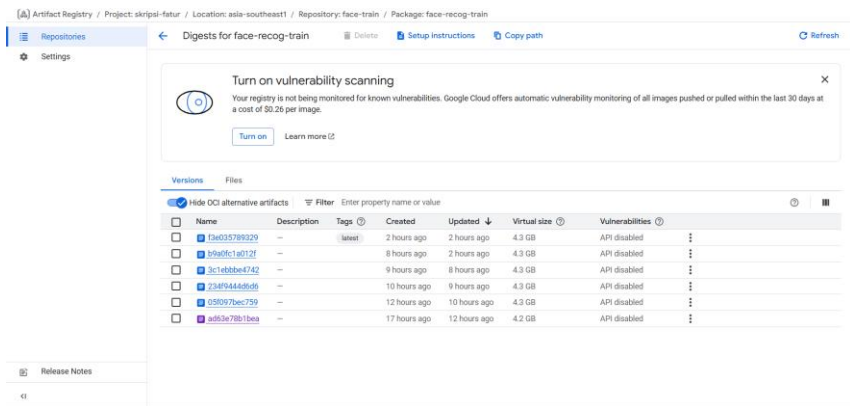 Artifact Registry / Project: skripsi-fatur / Location: asia-southeast1 / Repository: face-train / Package: face-recog-train
Repositories
Settings
Release Notes
Digests for face-recog-train Delete Setup instructions Copy path Refresh
Turn on vulnerability scanning
Your registry is not being monitored for known vulnerabilities. Google Cloud offers automatic vulnerability monitoring of all images pushed or pulled within the last 30 days at
a cost of $0.26 per image.
Turn on Learn more
Versions Files
Hide OCI alternative artifacts Filter Enter property name or value
Name Description Tags Created Updated Virtual size Vulnerabilities
f3e035789329 – latest 2 hours ago 2 hours ago 4.3 GB API disabled
b9a0fc1a012f – 8 hours ago 2 hours ago 4.3 GB API disabled
3c1ebbbe4742 – 9 hours ago 8 hours ago 4.3 GB API disabled
234f9444d6d6 – 10 hours ago 9 hours ago 4.3 GB API disabled
05f097bec759 – 12 hours ago 10 hours ago 4.3 GB API disabled
ad63e78b1bea – 17 hours ago 12 hours ago 4.2 GB API disabled